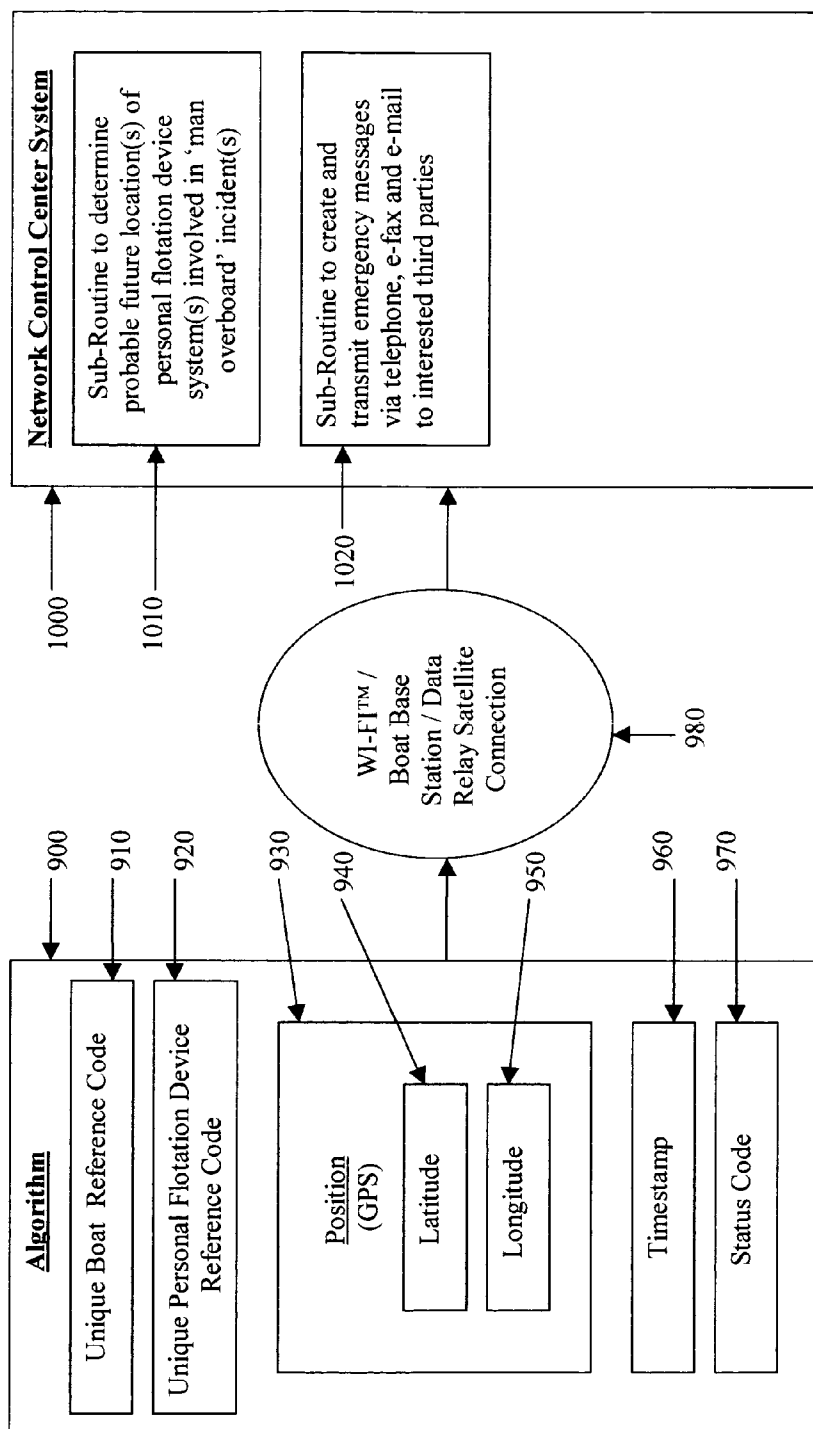 Algorithm
Unique Boat Reference Code
Unique Personal Flotation Device
Reference Code
Position
(GPS)
Latitude
Longitude
Timestamp
Status Code
900
910
920
930
940
950
960
970
WI-FI™ /
Boat Base
Station / Data
Relay Satellite
Connection
980
1000
1010
1020
Network Control Center System
Sub-Routine to determine
probable future location(s) of
personal flotation device
system(s) involved in ‘man
overboard’ incident(s)
Sub-Routine to create and
transmit emergency messages
via telephone, e-fax and e-mail
to interested third parties